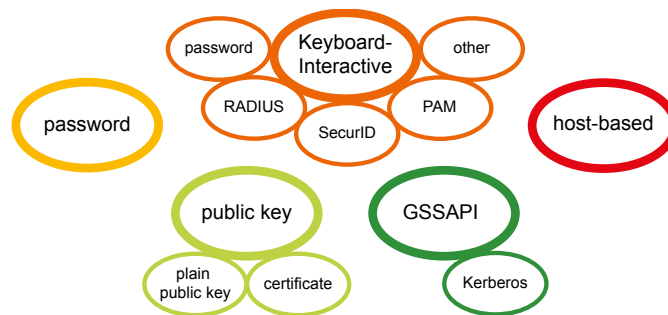 password
Keyboard-
Interactive
other
RADIUS
PAM
SecurID
password
host-based
public key
GSSAPI
plain
public key
certificate
Kerberos